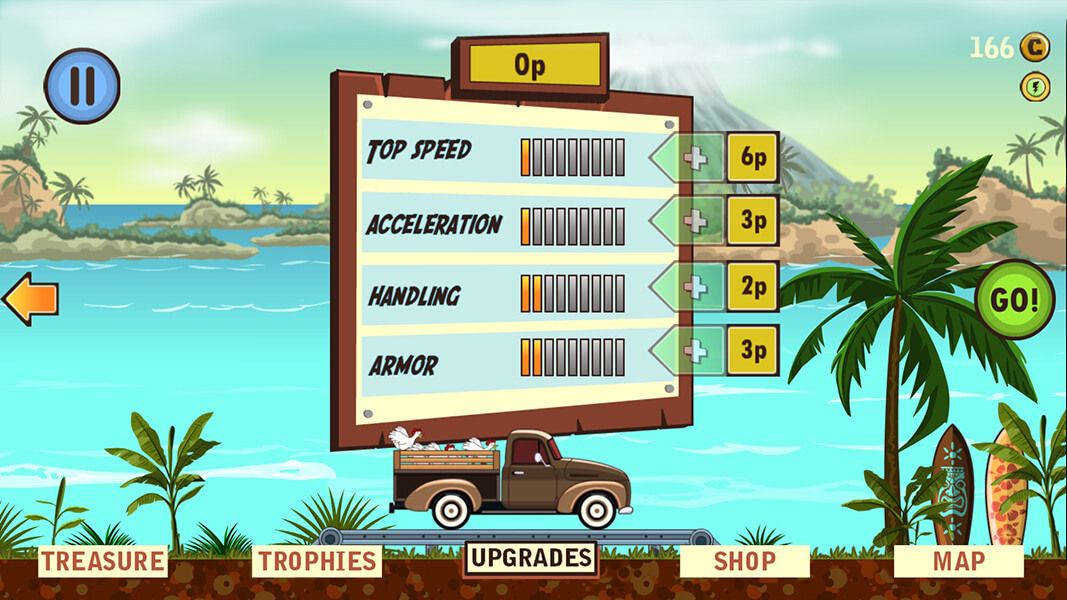 0p
166 C
TOP SPEED
6p
ACCELERATION
3p
HANDLING
2p
ARMOR
3p
GO!
TREASURE
TROPHIES
UPGRADES
SHOP
MAP